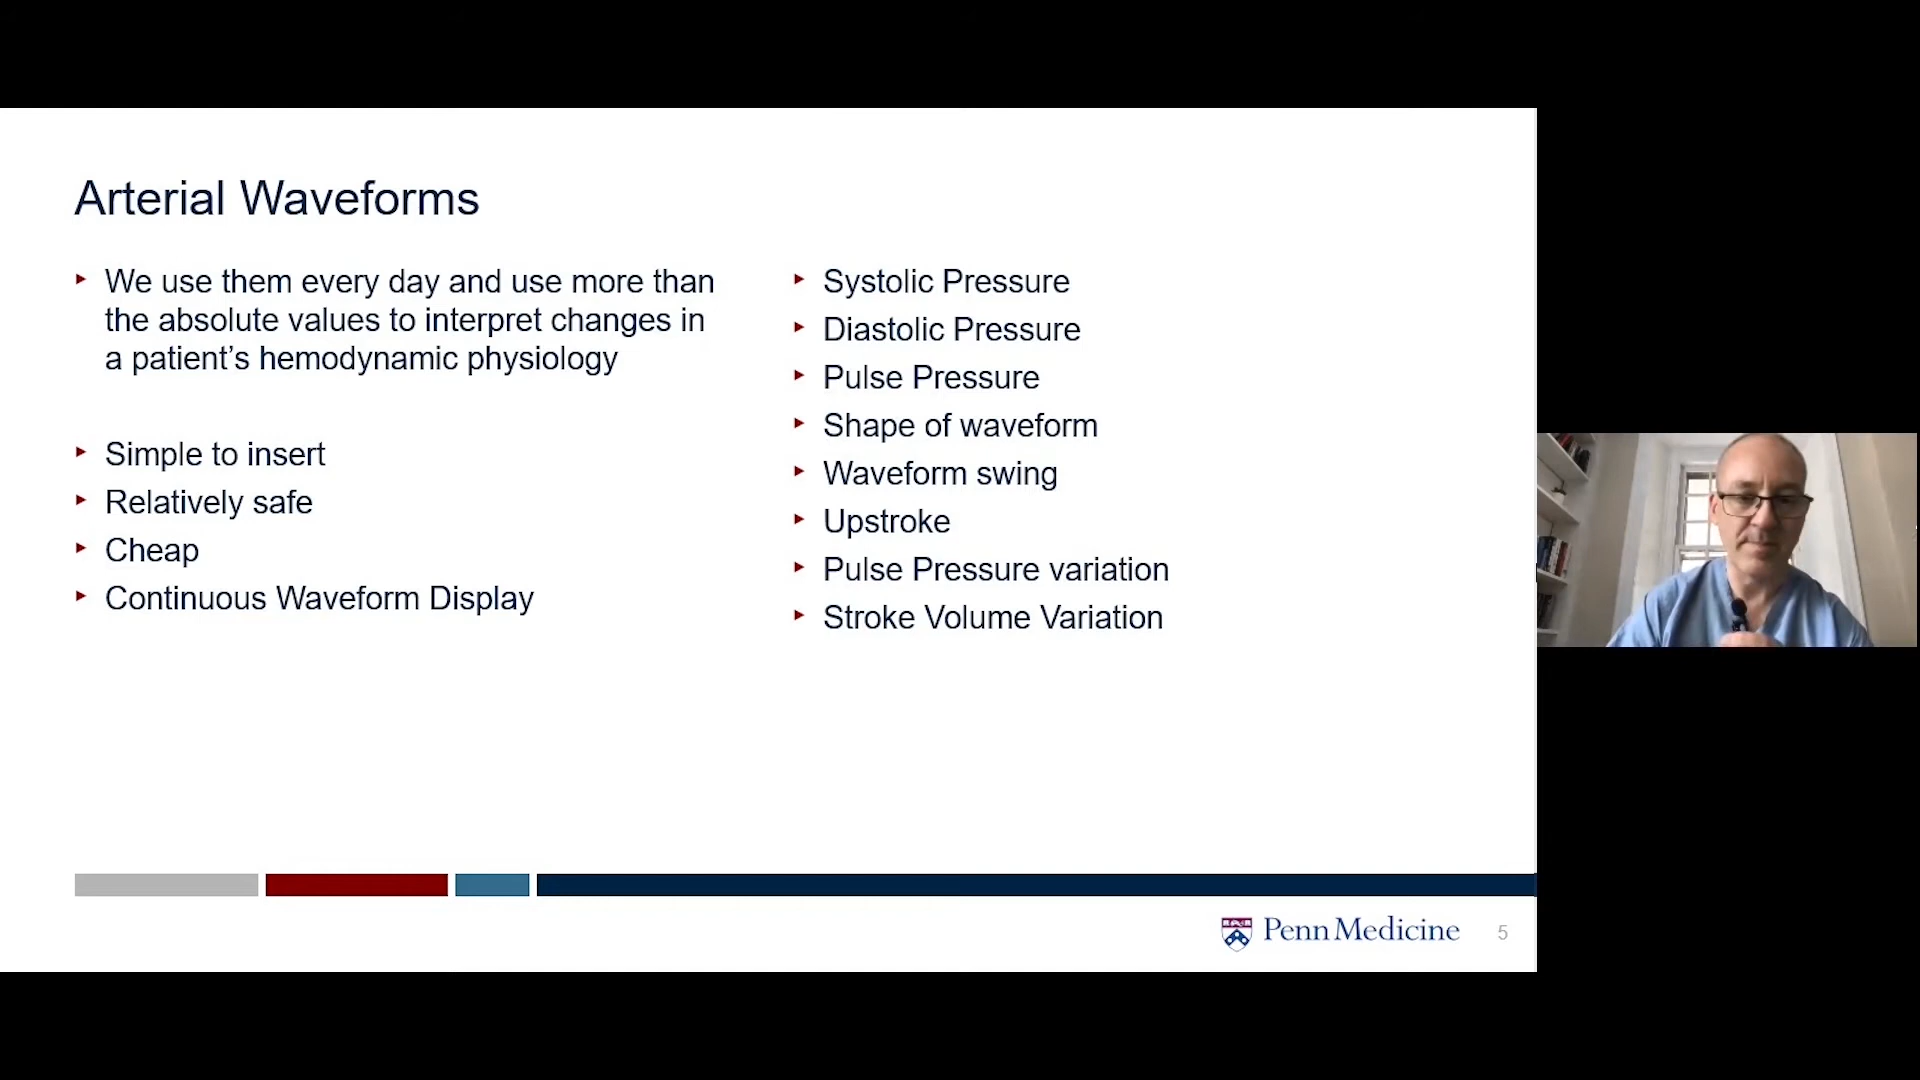 Arterial Waveforms
We use them every day and use more than
the absolute values to interpret changes in
a patient’s hemodynamic physiology
Simple to insert
Relatively safe
Cheap
Continuous Waveform Display
Systolic Pressure
Diastolic Pressure
Pulse Pressure
Shape of waveform
Waveform swing
Upstroke
Pulse Pressure variation
Stroke Volume Variation
Penn Medicine
5